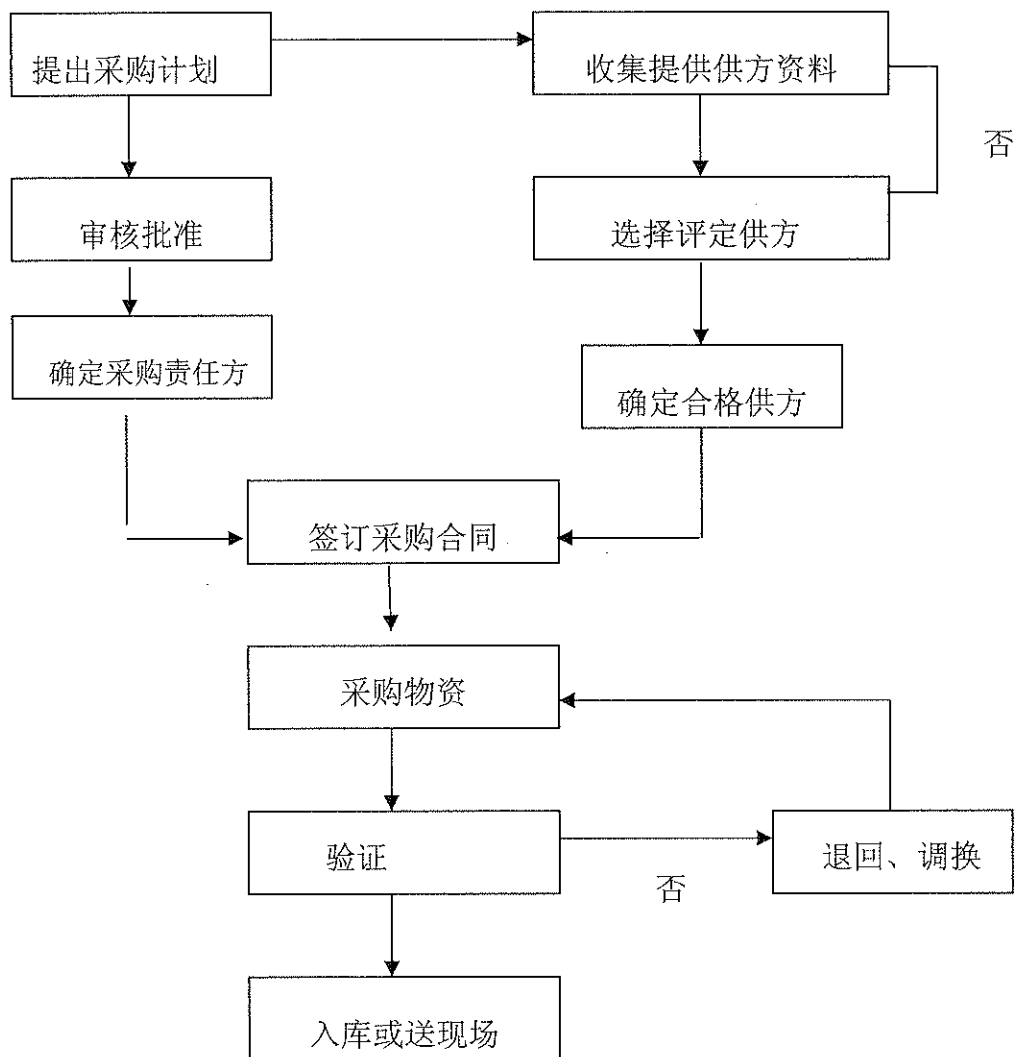 提出采购计划
收集提供供方资料
否
审核批准
选择评定供方
确定采购责任方
确定合格供方
签订采购合同
采购物资
验证
退回、调换
否
入库或送现场